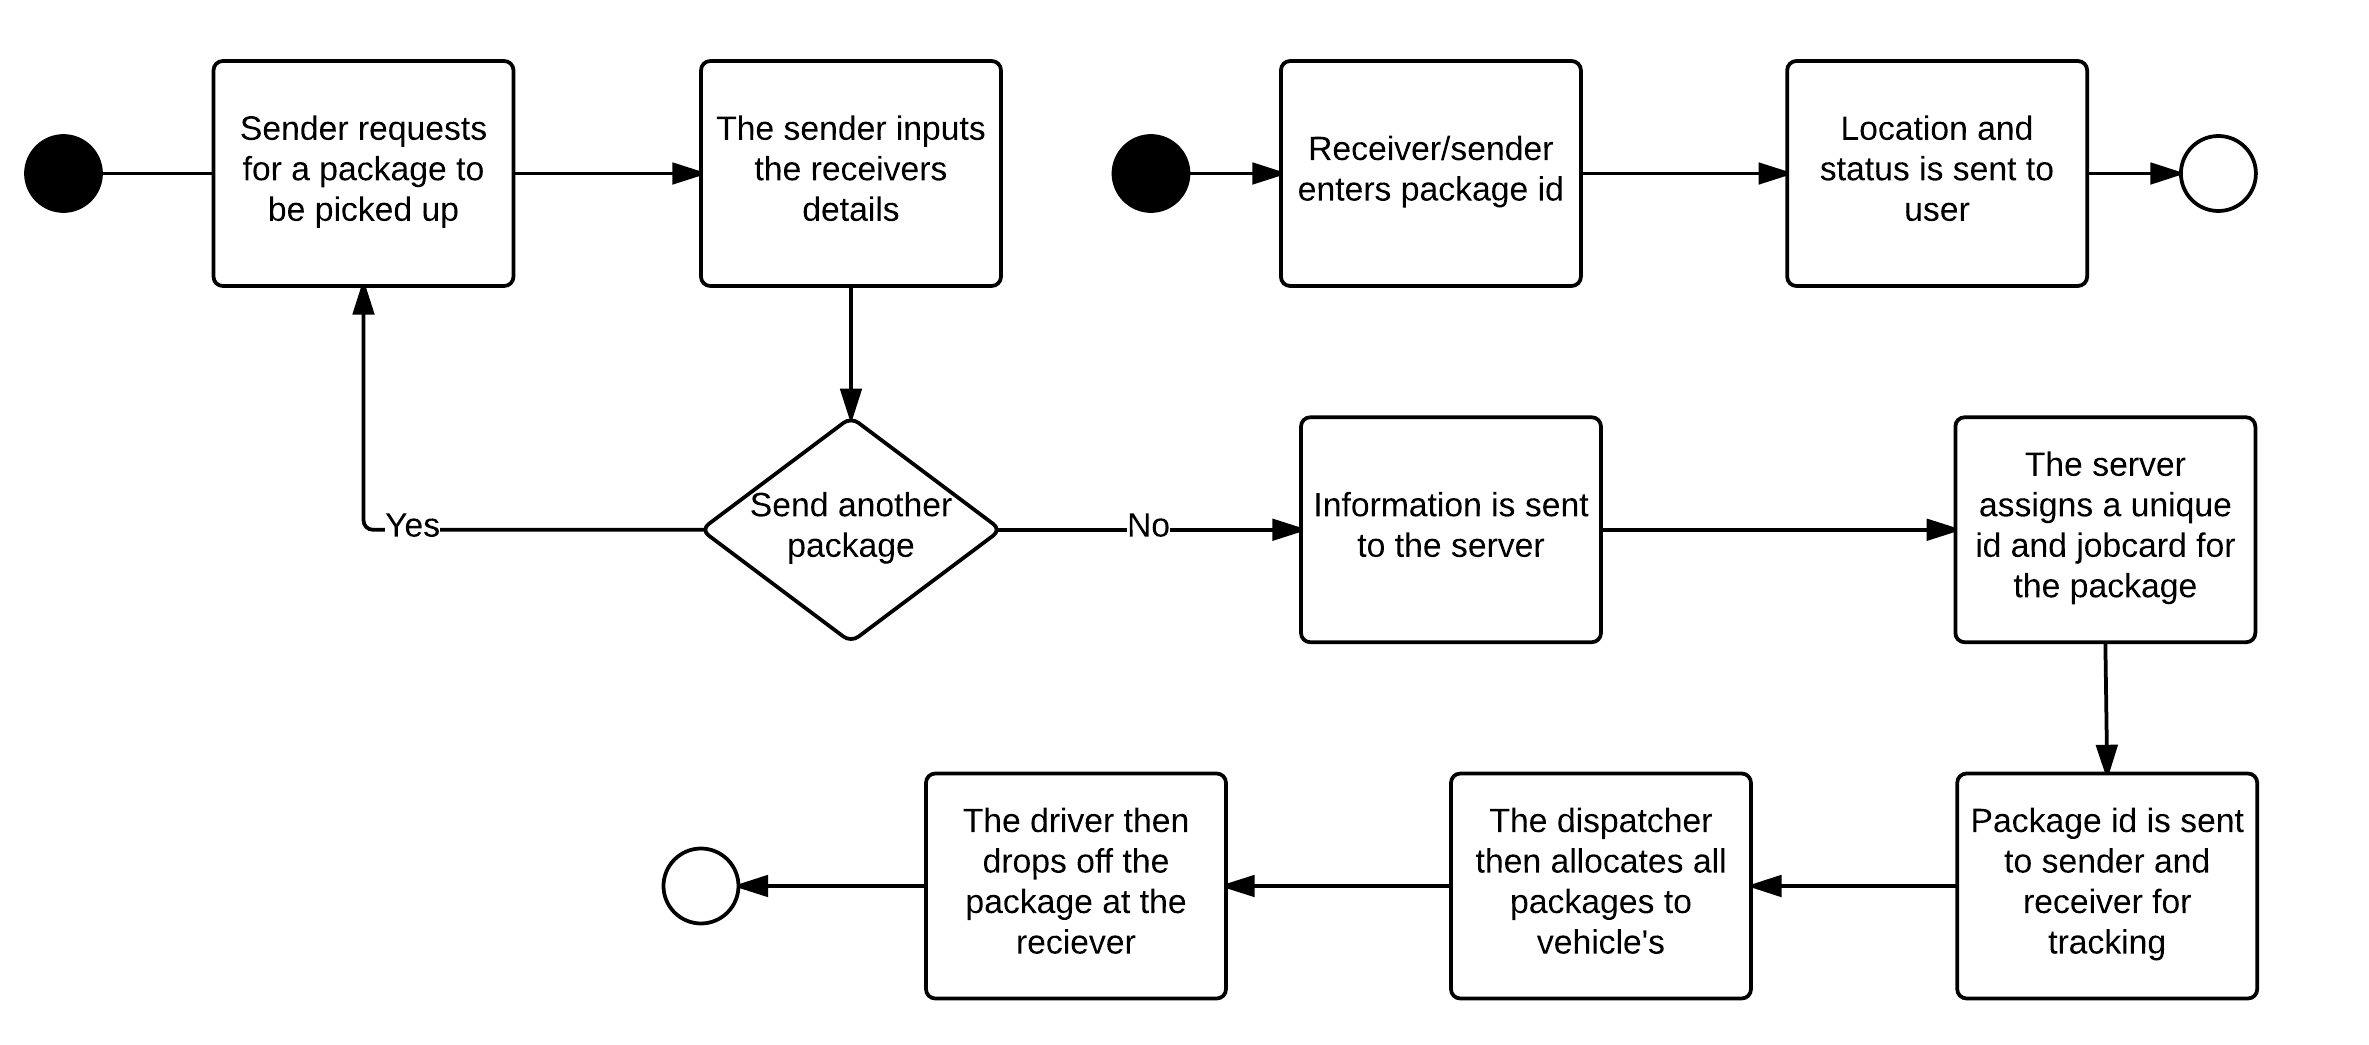 Sender requests
for a package to
be picked up
The sender inputs
the receivers
details
Receiver/sender
enters package id
Location and
status is sent to
user
Yes
Send another
package
No
Information is sent
to the server
The server
assigns a unique
id and jobcard for
the package
Package id is sent
to sender and
receiver for
tracking
The dispatcher
then allocates all
packages to
vehicle's
The driver then
drops off the
package at the
reciever